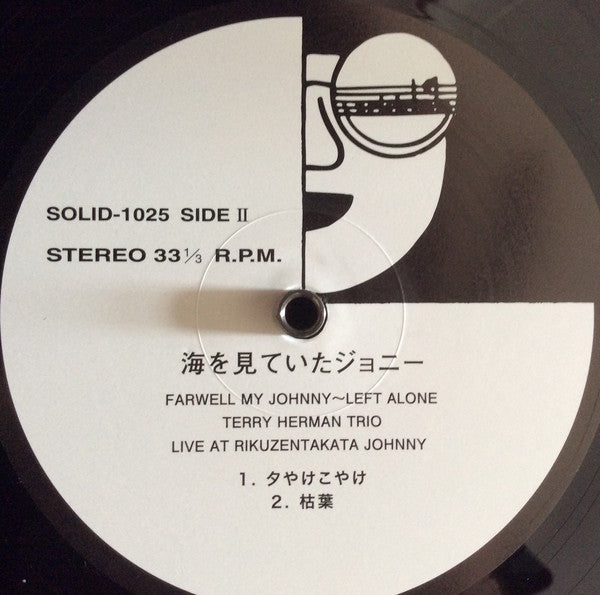 SOLID-1025 SIDE II
STEREO 33 1/3 R.P.M.
海を見ていたジョニー
FARWELL MY JOHNNY〜LEFT ALONE
TERRY HERMAN TRIO
LIVE AT RIKUZENTAKATA JOHNNY
1. 夕やけこやけ
2. 枯葉